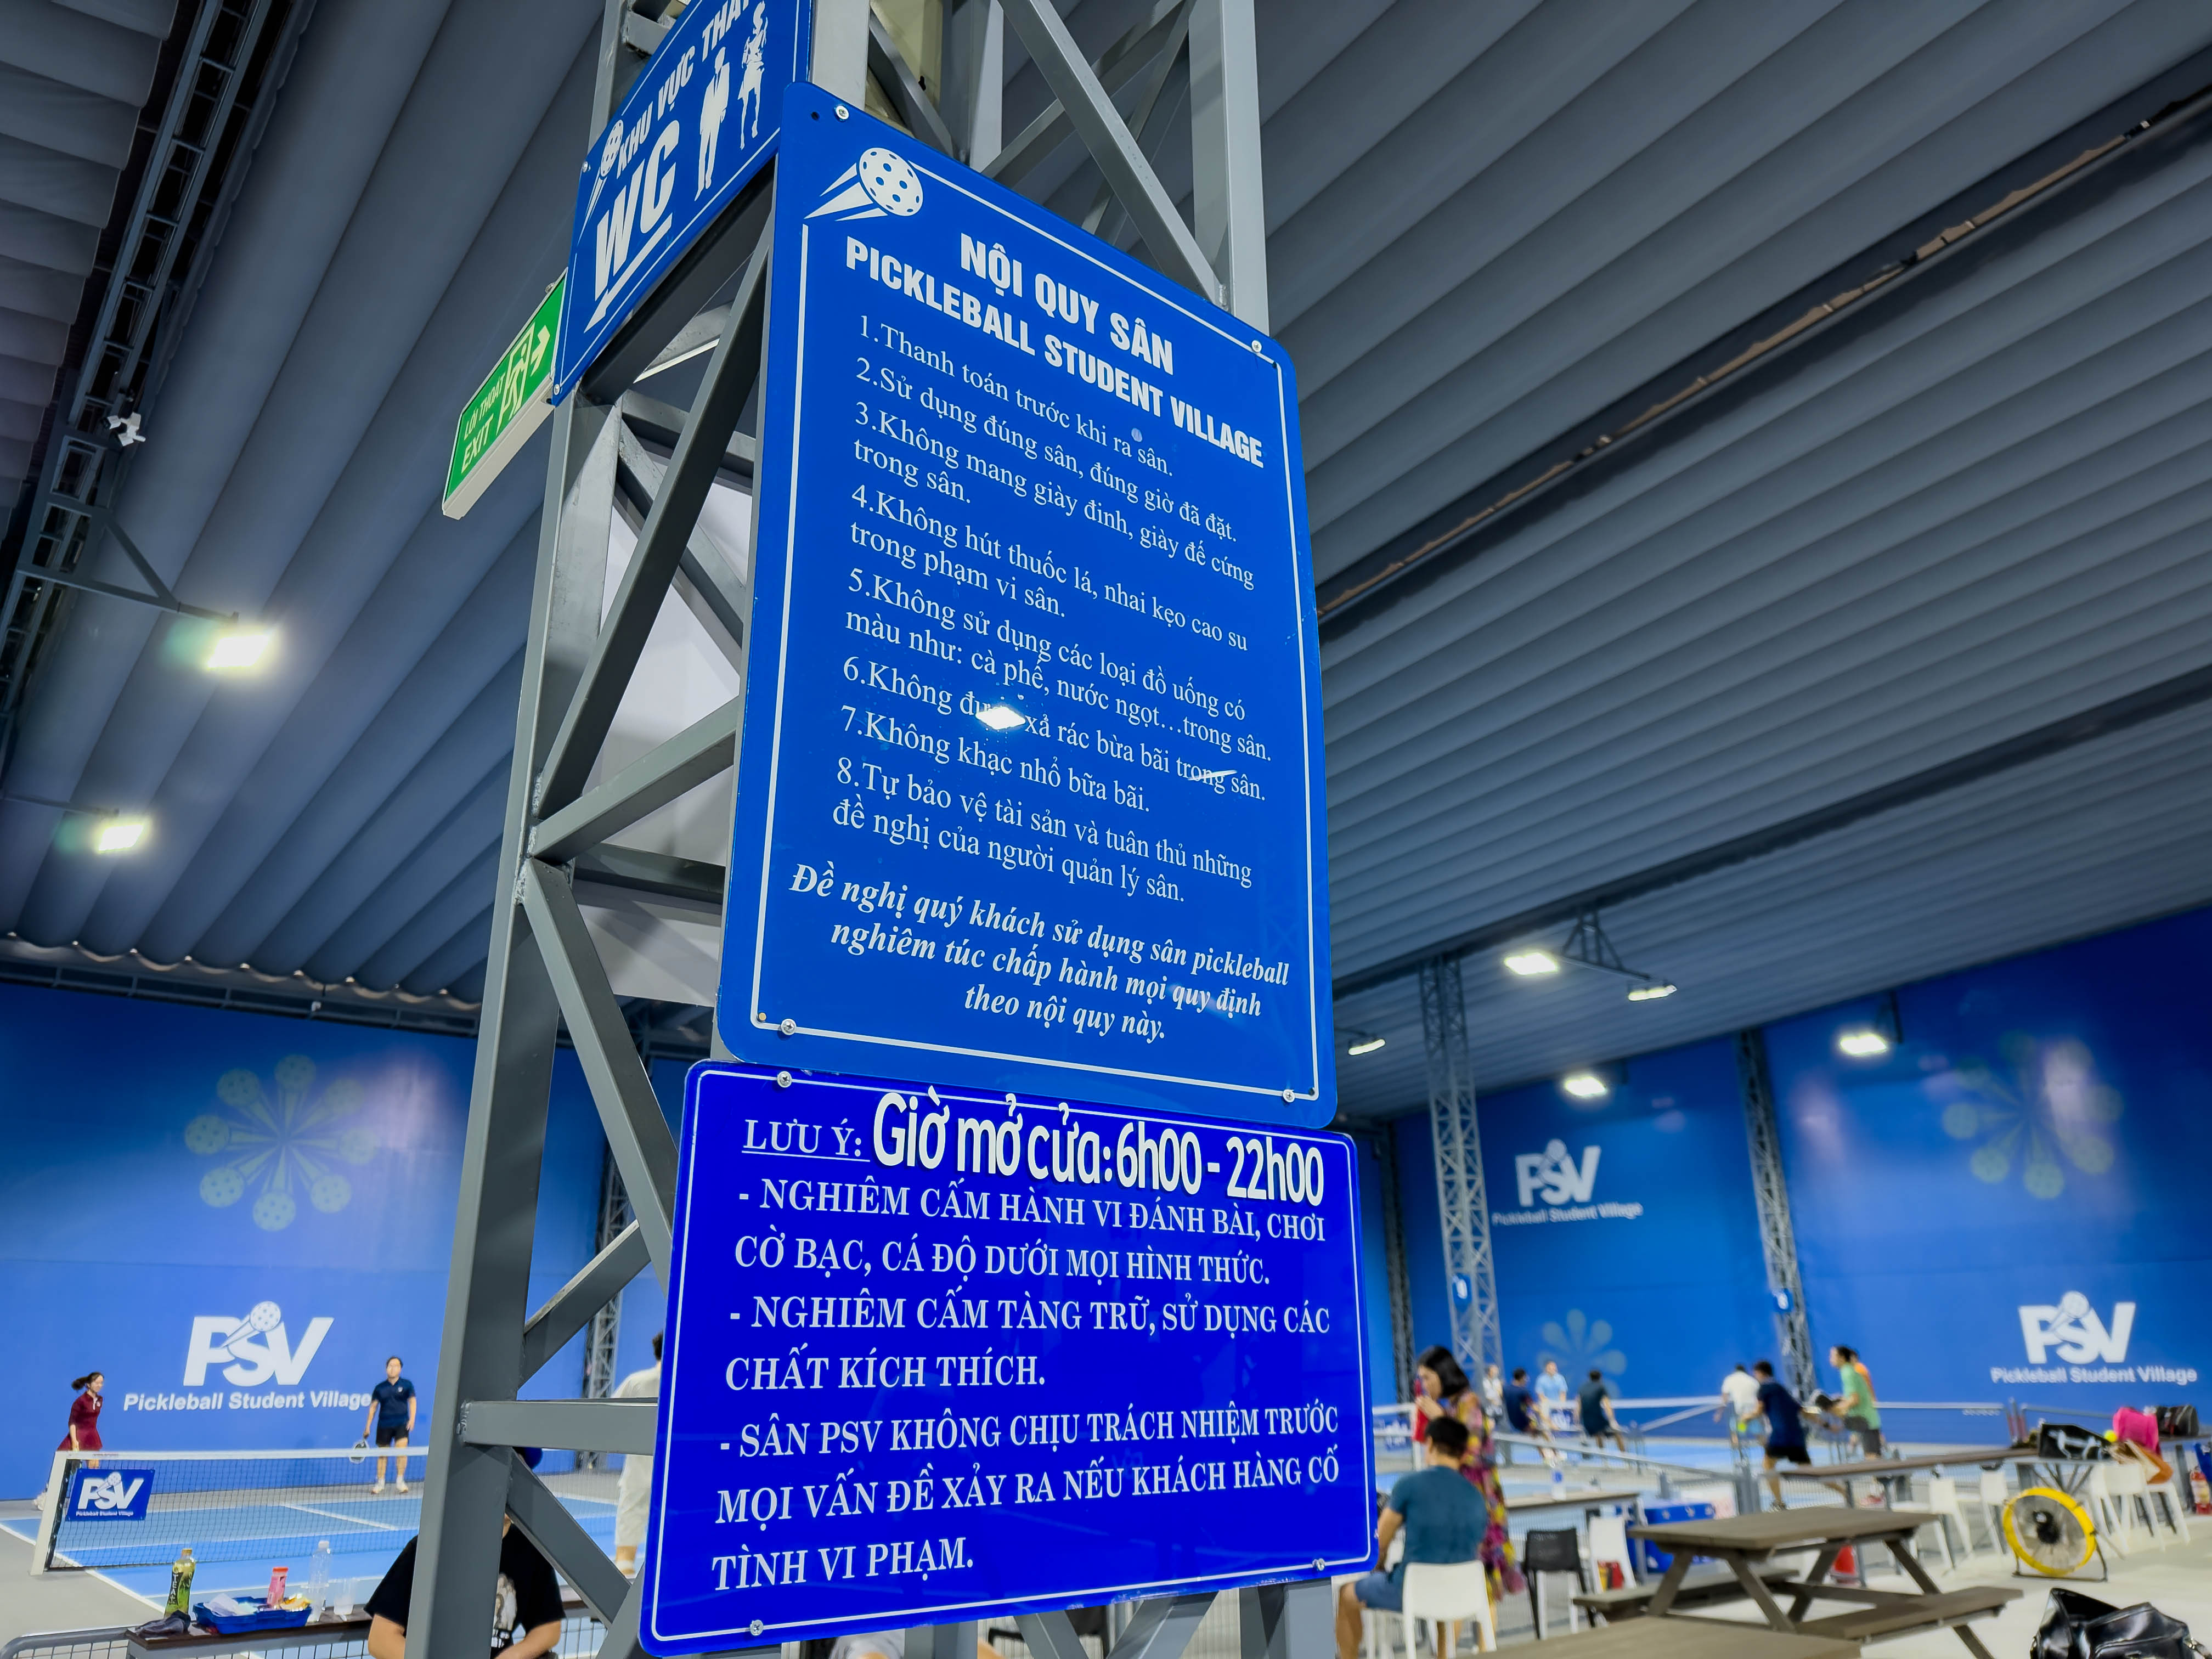 KHU VỰC THAY
WC
LỐI THOÁT
EXIT
NỘI QUY SÂN
PICKLEBALL STUDENT VILLAGE
1.Thanh toán trước khi ra sân.
2.Sử dụng đúng sân, đúng giờ đã đặt.
3.Không mang giày đinh, giày đế cứng
trong sân.
4.Không hút thuốc lá, nhai kẹo cao su
trong phạm vi sân.
5.Không sử dụng các loại đồ uống có
màu như: cà phế, nước ngọt...trong sân.
6.Không được xả rác bừa bãi trong sân.
7.Không khạc nhổ bữa bãi.
8.Tự bảo vệ tài sản và tuân thủ những
đề nghị của người quản lý sân.
Đề nghị quý khách sử dụng sân pickleball
nghiêm túc chấp hành mọi quy định
theo nội quy này.
LƯU Ý: Giờ mở cửa: 6h00 - 22h00
- NGHIÊM CẤM HÀNH VI ĐÁNH BÀI, CHƠI
CỜ BẠC, CÁ ĐỘ DƯỚI MỌI HÌNH THỨC.
- NGHIÊM CẤM TÀNG TRỮ, SỬ DỤNG CÁC
CHẤT KÍCH THÍCH.
- SÂN PSV KHÔNG CHỊU TRÁCH NHIỆM TRƯỚC
MỌI VẤN ĐỀ XẢY RA NẾU KHÁCH HÀNG CỐ
TÌNH VI PHẠM.
PSV
Pickleball Student Village
PSV
Pickleball Student Village
PSV
Pickleball Student Village
PSV
Pickleball Student Village